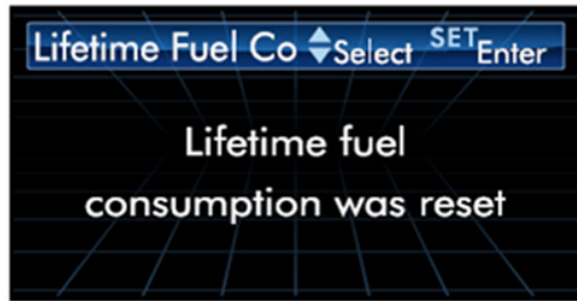 Lifetime Fuel Co Select SET Enter
Lifetime fuel
consumption was reset